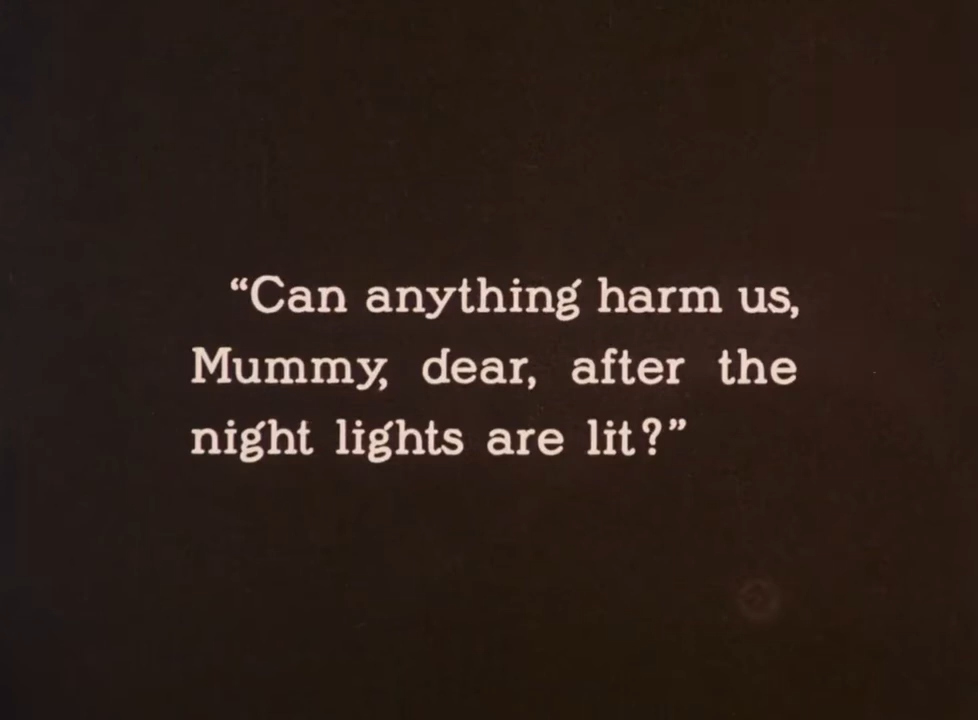 “Can anything harm us,
Mummy, dear, after the
night lights are lit?”